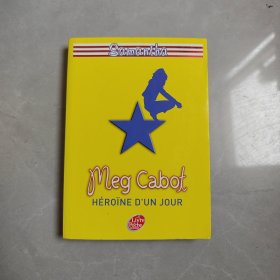 Samantha
Meg Cabot
HÉROÏNE D'UN JOUR